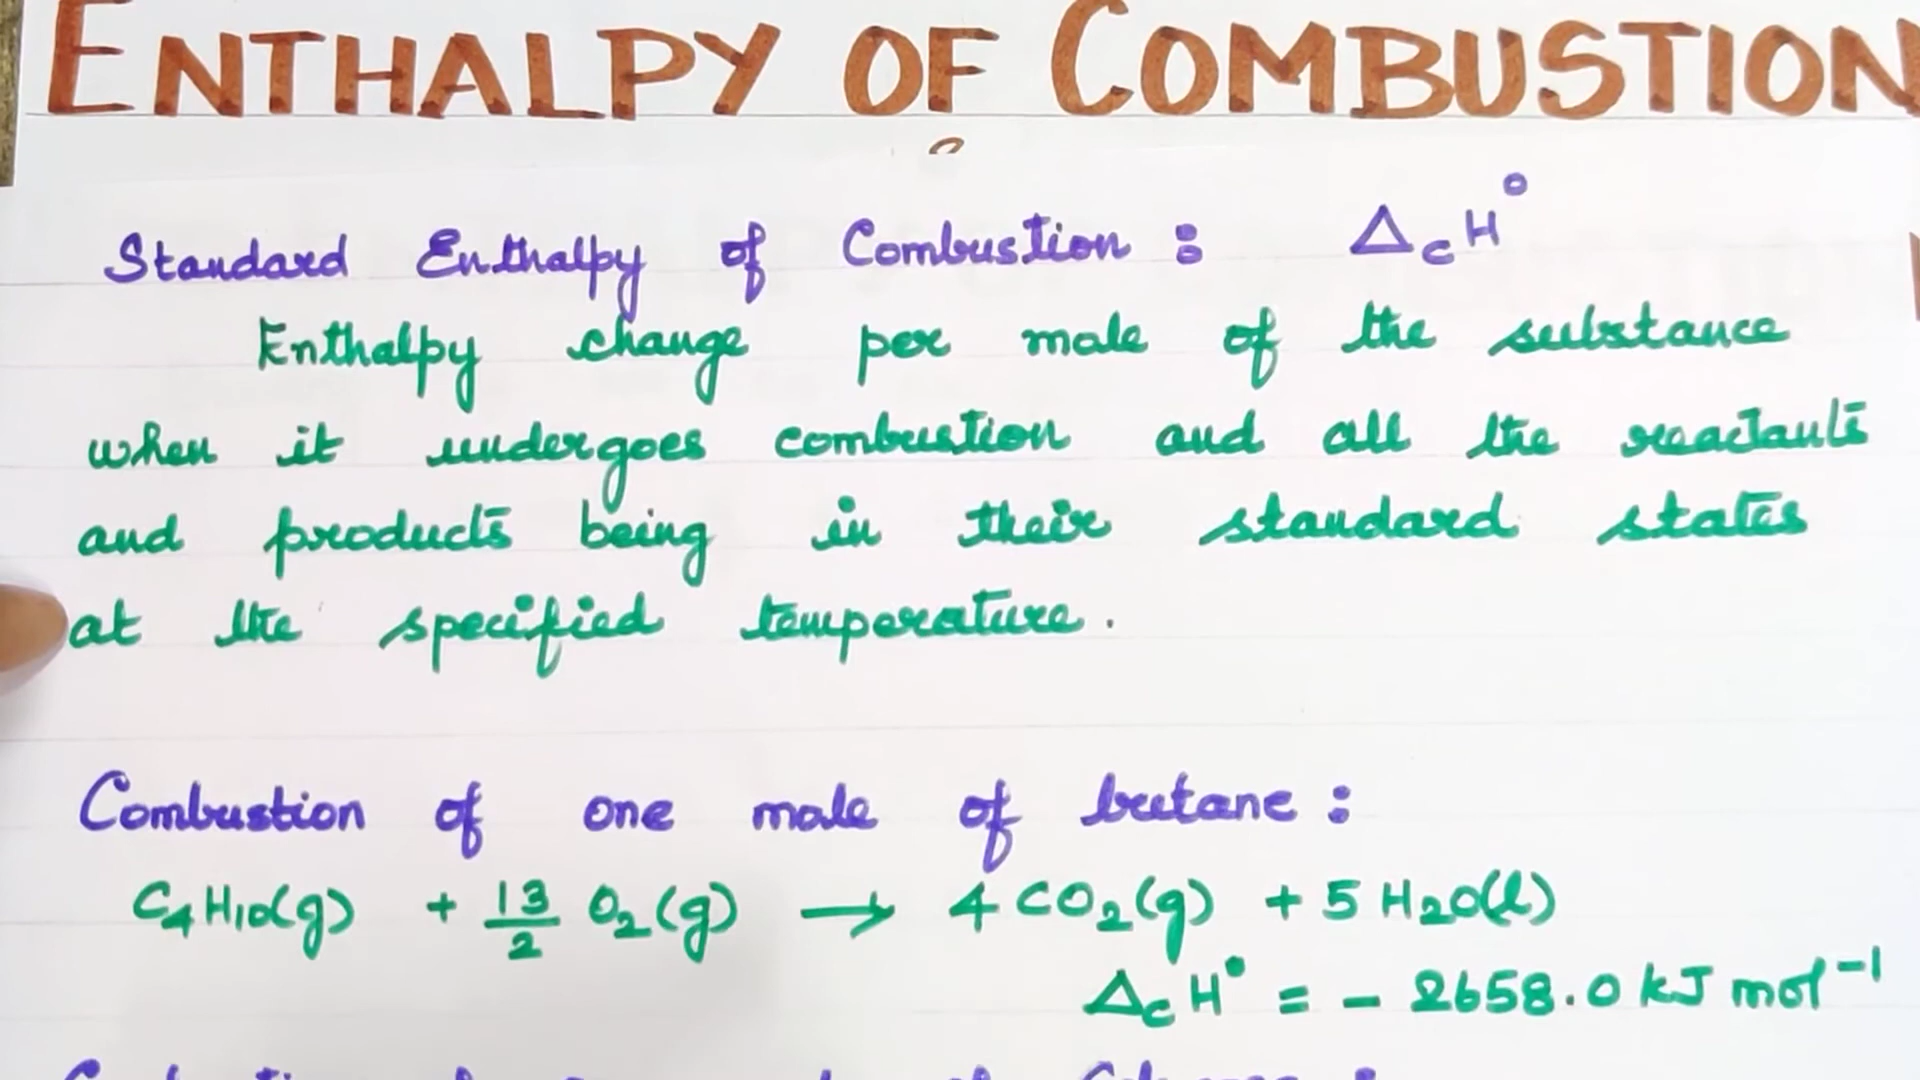 ENTHALPY OF COMBUSTION
Standard Enthalpy of Combustion : ΔcH°
Enthalpy change per mole of the substance
when it undergoes combustion and all the reactants
and products being in their standard states
at the specified temperature.
Combustion of one mole of butane :
C₄H₁₀(g) + 13/2 O₂(g) → 4CO₂(g) + 5H₂O(l)
ΔcH° = - 2658.0 kJ mol⁻¹